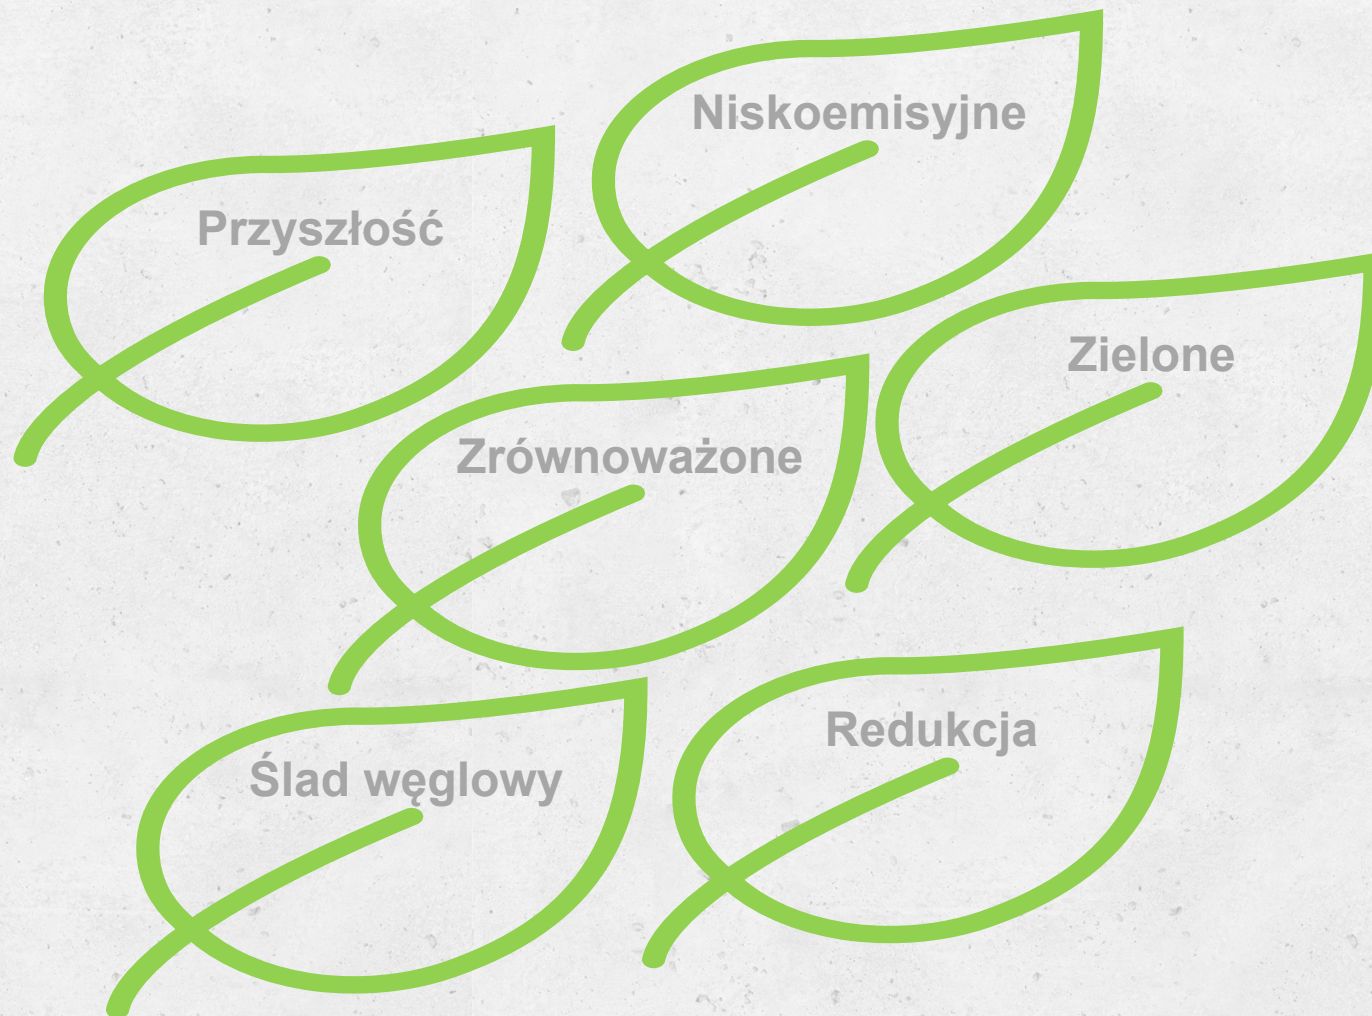 Niskoemisyjne
Przyszłość
Zielone
Zrównoważone
Redukcja
Ślad węglowy